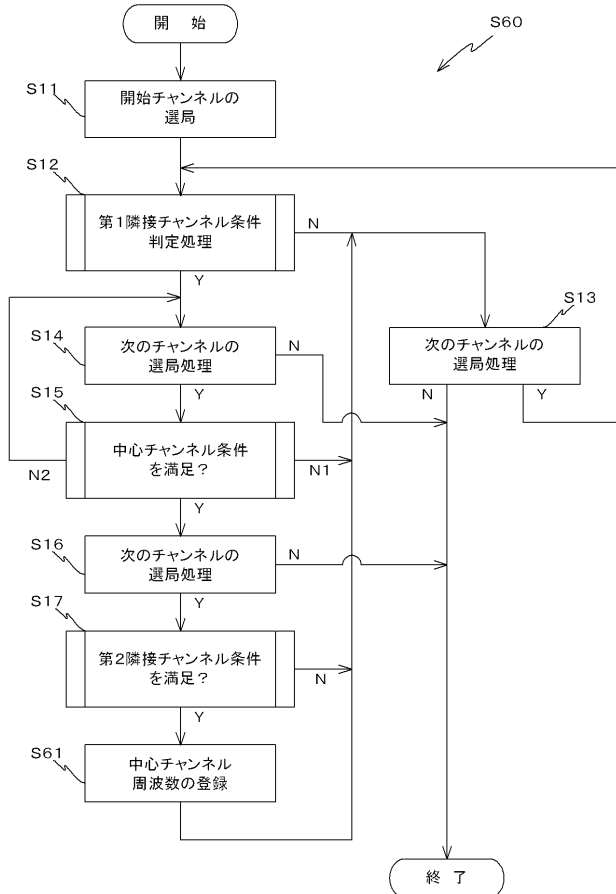 開 始
S60
S11
開始チャンネルの
選局
S12
第1隣接チャンネル条件
判定処理
N
Y
S13
次のチャンネルの
選局処理
N
Y
S14
次のチャンネルの
選局処理
N
Y
S15
中心チャンネル条件
を満足?
N2
N1
Y
S16
次のチャンネルの
選局処理
N
Y
S17
第2隣接チャンネル条件
を満足?
N
Y
S61
中心チャンネル
周波数の登録
終 了